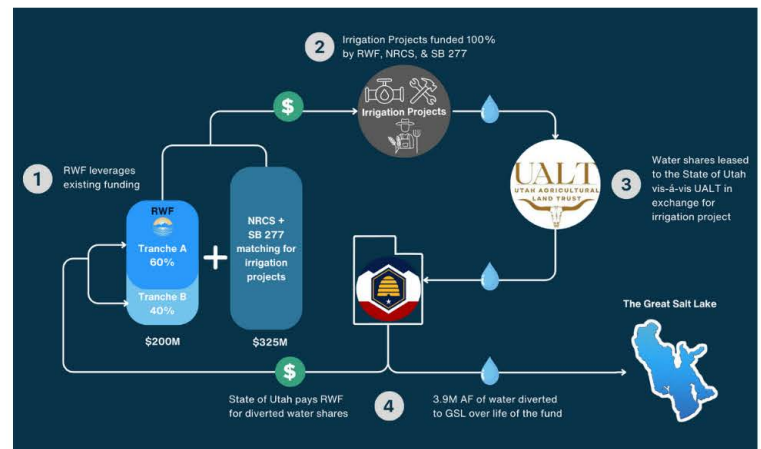 2
Irrigation Projects funded 100%
by RWF, NRCS, & SB 277
$
Irrigation Projects
1
RWF leverages
existing funding
UALT
UTAH AGRICULTURAL
LAND TRUST
3
Water shares leased
to the State of Utah
vis-á-vis UALT in
exchange for
irrigation project
RWF
Tranche A
60%
Tranche B
40%
$200M
+
NRCS +
SB 277
matching for
irrigation
projects
$325M
The Great Salt Lake
$
State of Utah pays RWF
for diverted water shares
4
3.9M AF of water diverted
to GSL over life of the fund